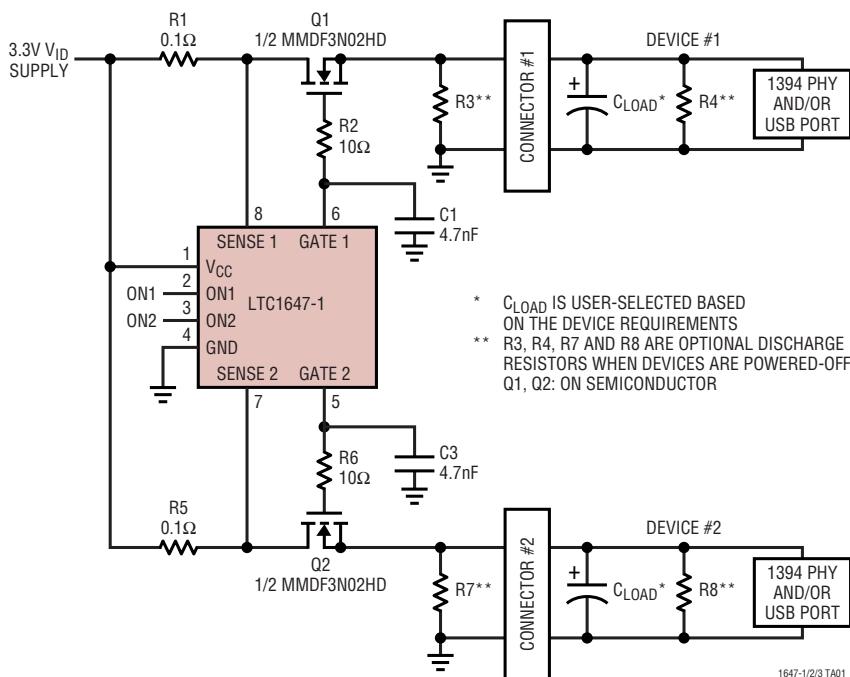 R1
0.1Ω
Q1
1/2 MMDF3N02HD
3.3V VID
SUPPLY
R2
10Ω
R3**
CONNECTOR #1
DEVICE #1
+
CLOAD*
R4**
1394 PHY
AND/OR
USB PORT
C1
4.7nF
8
6
SENSE 1
GATE 1
1
VCC
2
ON1
ON1
3
ON2
ON2
4
GND
LTC1647-1
SENSE 2
GATE 2
7
5
* CLOAD IS USER-SELECTED BASED
ON THE DEVICE REQUIREMENTS
** R3, R4, R7 AND R8 ARE OPTIONAL DISCHARGE
RESISTORS WHEN DEVICES ARE POWERED-OFF
Q1, Q2: ON SEMICONDUCTOR
R6
10Ω
C3
4.7nF
R5
0.1Ω
Q2
1/2 MMDF3N02HD
R7**
CONNECTOR #2
DEVICE #2
+
CLOAD*
R8**
1394 PHY
AND/OR
USB PORT
1647-1/2/3 TA01